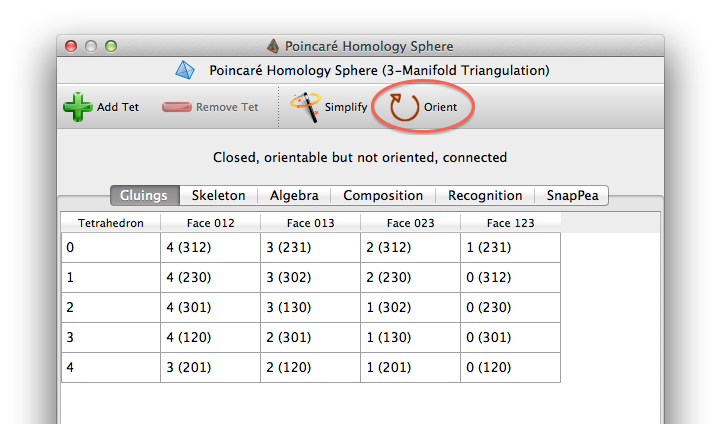 Poincaré Homology Sphere
Poincaré Homology Sphere (3-Manifold Triangulation)
Add Tet Remove Tet Simplify Orient
Closed, orientable but not oriented, connected
Gluings Skeleton Algebra Composition Recognition SnapPea
Tetrahedron Face 012 Face 013 Face 023 Face 123
0 4 (312) 3 (231) 2 (312) 1 (231)
1 4 (230) 3 (302) 2 (230) 0 (312)
2 4 (301) 3 (130) 1 (302) 0 (230)
3 4 (120) 2 (301) 1 (130) 0 (301)
4 3 (201) 2 (120) 1 (201) 0 (120)